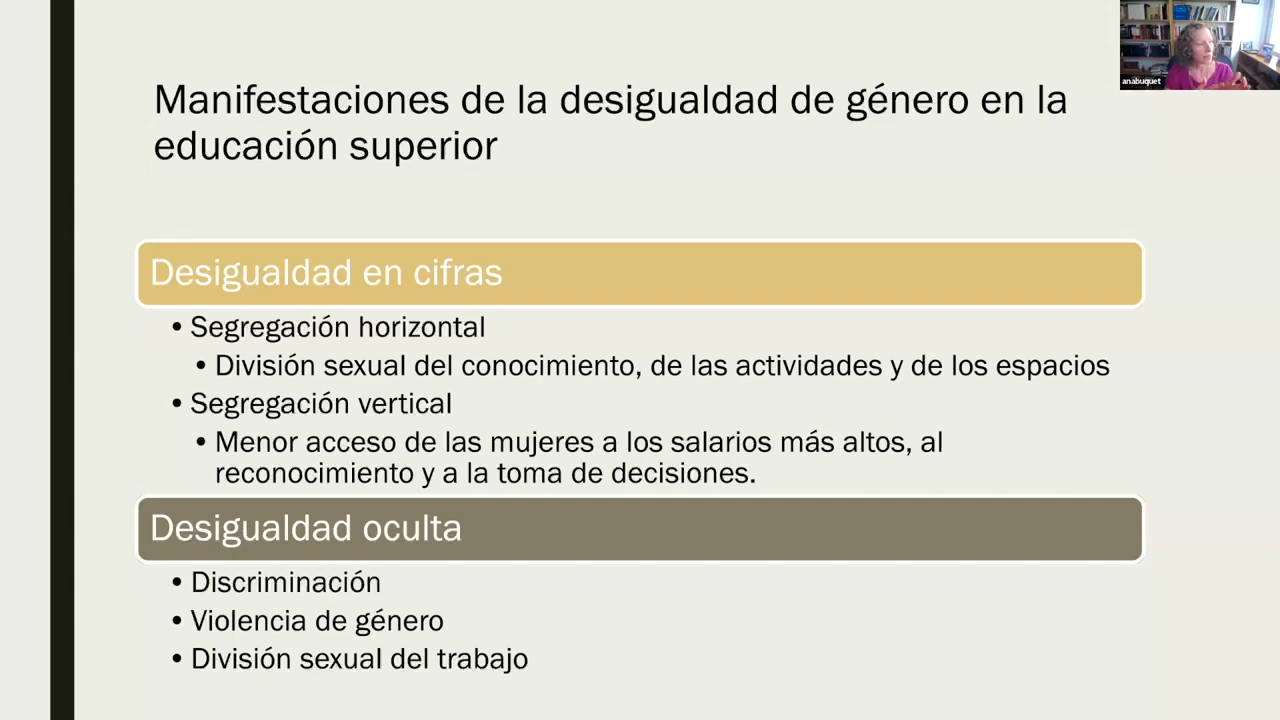 Manifestaciones de la desigualdad de género en la
educación superior
anabuquet
Desigualdad en cifras
• Segregación horizontal
• División sexual del conocimiento, de las actividades y de los espacios
• Segregación vertical
• Menor acceso de las mujeres a los salarios más altos, al
reconocimiento y a la toma de decisiones.
Desigualdad oculta
• Discriminación
• Violencia de género
• División sexual del trabajo